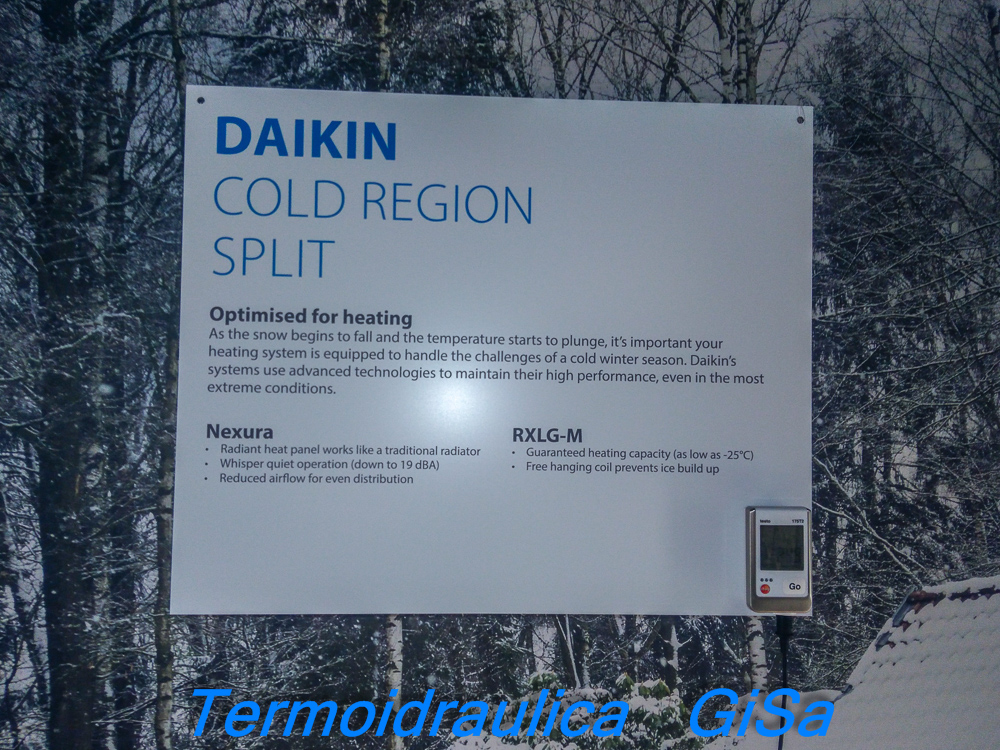 DAIKIN
COLD REGION
SPLIT
Optimised for heating
As the snow begins to fall and the temperature starts to plunge, it's important your
heating system is equipped to handle the challenges of a cold winter season. Daikin's
systems use advanced technologies to maintain their high performance, even in the most
extreme conditions.
Nexura
• Radiant heat panel works like a traditional radiator
• Whisper quiet operation (down to 19 dBA)
• Reduced airflow for even distribution
RXLG-M
• Guaranteed heating capacity (as low as -25°C)
• Free hanging coil prevents ice build up
testo
Go
Termoidraulica GiSa